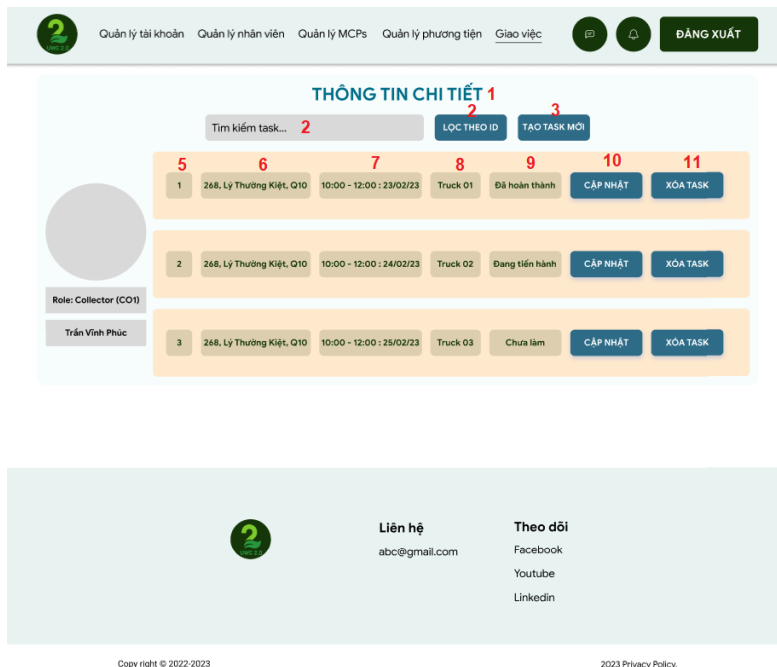 2
UWC 2.0
Quản lý tài khoản Quản lý nhân viên Quản lý MCPs Quản lý phương tiện Giao việc ĐĂNG XUẤT
THÔNG TIN CHI TIẾT 1
2 3
Tìm kiếm task... 2 LỌC THEO ID TẠO TASK MỚI
5 6 7 8 9 10 11
1 268, Lý Thường Kiệt, Q10 10:00 - 12:00 : 23/02/23 Truck 01 Đã hoàn thành CẬP NHẬT XÓA TASK
2 268, Lý Thường Kiệt, Q10 10:00 - 12:00 : 24/02/23 Truck 02 Đang tiến hành CẬP NHẬT XÓA TASK
Role: Collector (CO1)
Trần Vĩnh Phúc
3 268, Lý Thường Kiệt, Q10 10:00 - 12:00 : 25/02/23 Truck 03 Chưa làm CẬP NHẬT XÓA TASK
2
UWC 2.0
Liên hệ
abc@gmail.com
Theo dõi
Facebook
Youtube
Linkedin
Copy right © 2022-2023 2023 Privacy Policy.